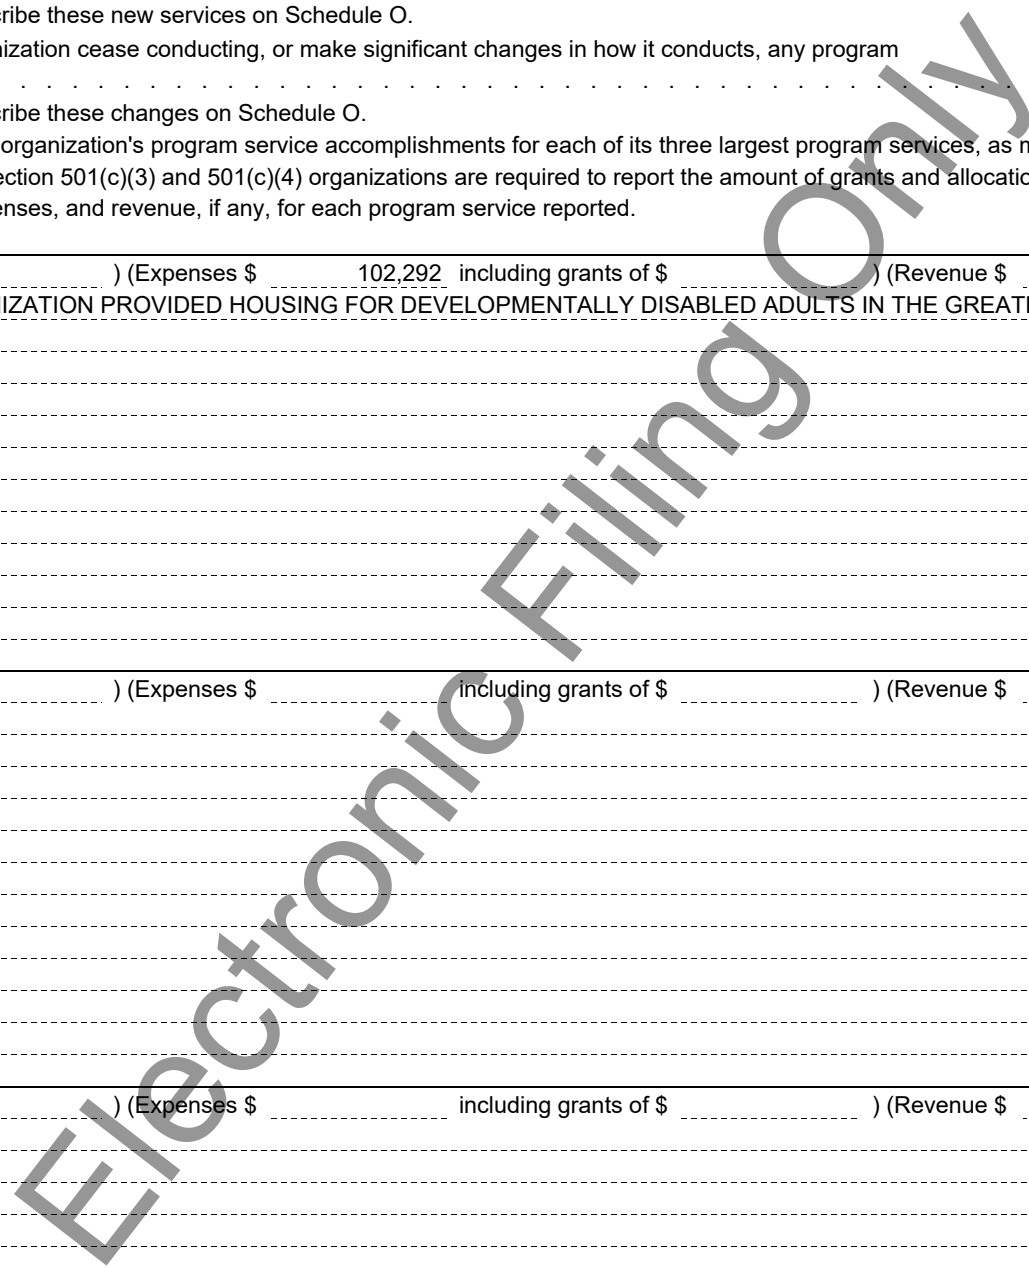 ribe these new services on Schedule O.
nization cease conducting, or make significant changes in how it conducts, any program
. . . . . . . . . . . . . . . . . . . . . . . . . . . . . . . . . . . . . . .
ribe these changes on Schedule O.
organization's program service accomplishments for each of its three largest program services, as m
ection 501(c)(3) and 501(c)(4) organizations are required to report the amount of grants and allocatio
enses, and revenue, if any, for each program service reported.
) (Expenses $ 102,292 including grants of $ ) (Revenue $
IZATION PROVIDED HOUSING FOR DEVELOPMENTALLY DISABLED ADULTS IN THE GREAT
) (Expenses $ including grants of $ ) (Revenue $
) (Expenses $ including grants of $ ) (Revenue $
Electronic Filing Only